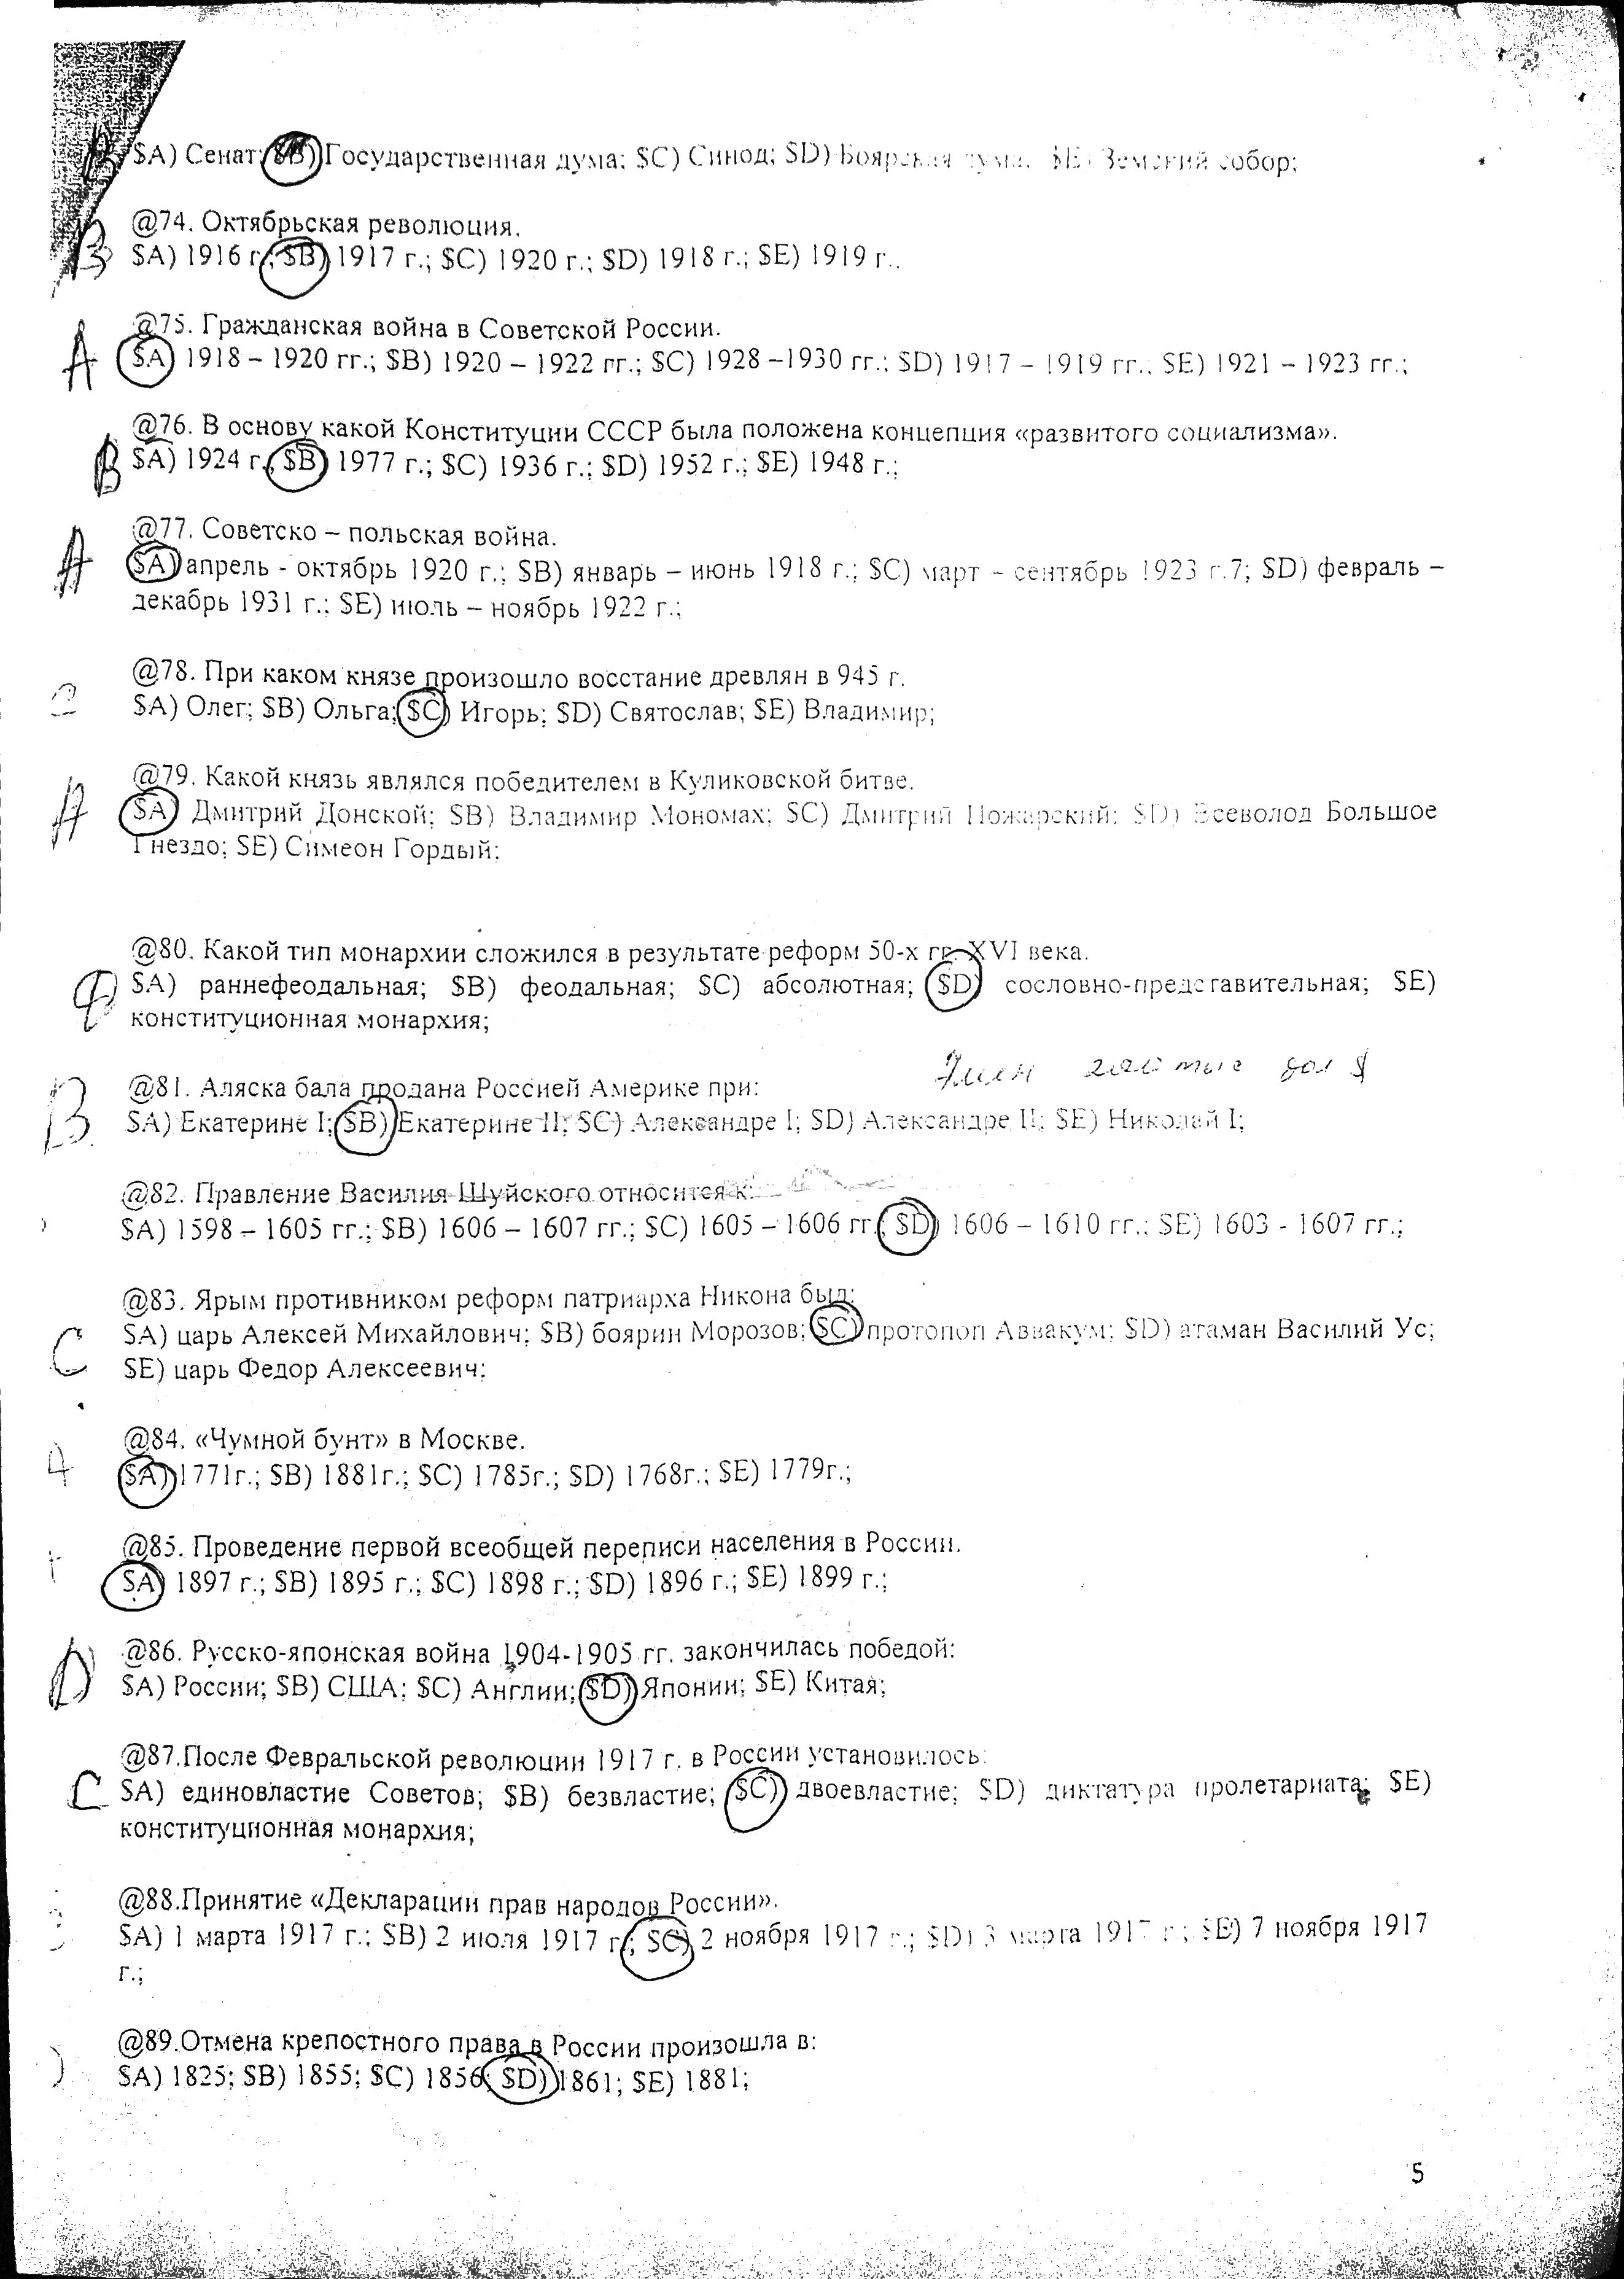 B $A) Сенат; $B) Государственная дума; $C) Синод; $D) Боярская дума; $E) Земский собор;
@74. Октябрьская революция.
B $A) 1916 г.; $B) 1917 г.; $C) 1920 г.; $D) 1918 г.; $E) 1919 г..
@75. Гражданская война в Советской России.
A $A) 1918 – 1920 гг.; $B) 1920 – 1922 гг.; $C) 1928 –1930 гг.; $D) 1917 – 1919 гг.; $E) 1921 – 1923 гг.;
@76. В основу какой Конституции СССР была положена концепция «развитого социализма».
B $A) 1924 г.; $B) 1977 г.; $C) 1936 г.; $D) 1952 г.; $E) 1948 г.;
@77. Советско – польская война.
A $A) апрель - октябрь 1920 г.; $B) январь – июнь 1918 г.; $C) март – сентябрь 1923 г.7; $D) февраль –
декабрь 1931 г.; $E) июль – ноябрь 1922 г.;
@78. При каком князе произошло восстание древлян в 945 г.
$A) Олег; $B) Ольга; $C) Игорь; $D) Святослав; $E) Владимир;
@79. Какой князь являлся победителем в Куликовской битве.
A $A) Дмитрий Донской; $B) Владимир Мономах; $C) Дмитрий Пожарский; $D) Всеволод Большое
Гнездо; $E) Симеон Гордый;
@80. Какой тип монархии сложился в результате реформ 50-х гг. XVI века.
$A) раннефеодальная; $B) феодальная; $C) абсолютная; $D) сословно-представительная; $E)
конституционная монархия;
@81. Аляска бала продана Россией Америке при:
B $A) Екатерине I; $B) Екатерине II; $C) Александре I; $D) Александре II; $E) Николай I;
@82. Правление Василия Шуйского относится к:
$A) 1598 – 1605 гг.; $B) 1606 – 1607 гг.; $C) 1605 – 1606 гг.; $D) 1606 – 1610 гг.; $E) 1603 - 1607 гг.;
@83. Ярым противником реформ патриарха Никона был:
C $A) царь Алексей Михайлович; $B) боярин Морозов; $C) протопоп Аввакум; $D) атаман Василий Ус;
$E) царь Федор Алексеевич;
@84. «Чумной бунт» в Москве.
A $A) 1771г.; $B) 1881г.; $C) 1785г.; $D) 1768г.; $E) 1779г.;
@85. Проведение первой всеобщей переписи населения в России.
$A) 1897 г.; $B) 1895 г.; $C) 1898 г.; $D) 1896 г.; $E) 1899 г.;
@86. Русско-японская война 1904-1905 гг. закончилась победой:
D $A) России; $B) США; $C) Англии; $D) Японии; $E) Китая;
@87.После Февральской революции 1917 г. в России установилось:
C $A) единовластие Советов; $B) безвластие; $C) двоевластие; $D) диктатура пролетариата; $E)
конституционная монархия;
@88.Принятие «Декларации прав народов России».
$A) 1 марта 1917 г.; $B) 2 июля 1917 г.; $C) 2 ноября 1917 г.; $D) 3 марта 1917 г.; $E) 7 ноября 1917
г.;
@89.Отмена крепостного права в России произошла в:
$A) 1825; $B) 1855; $C) 1856; $D) 1861; $E) 1881;
5